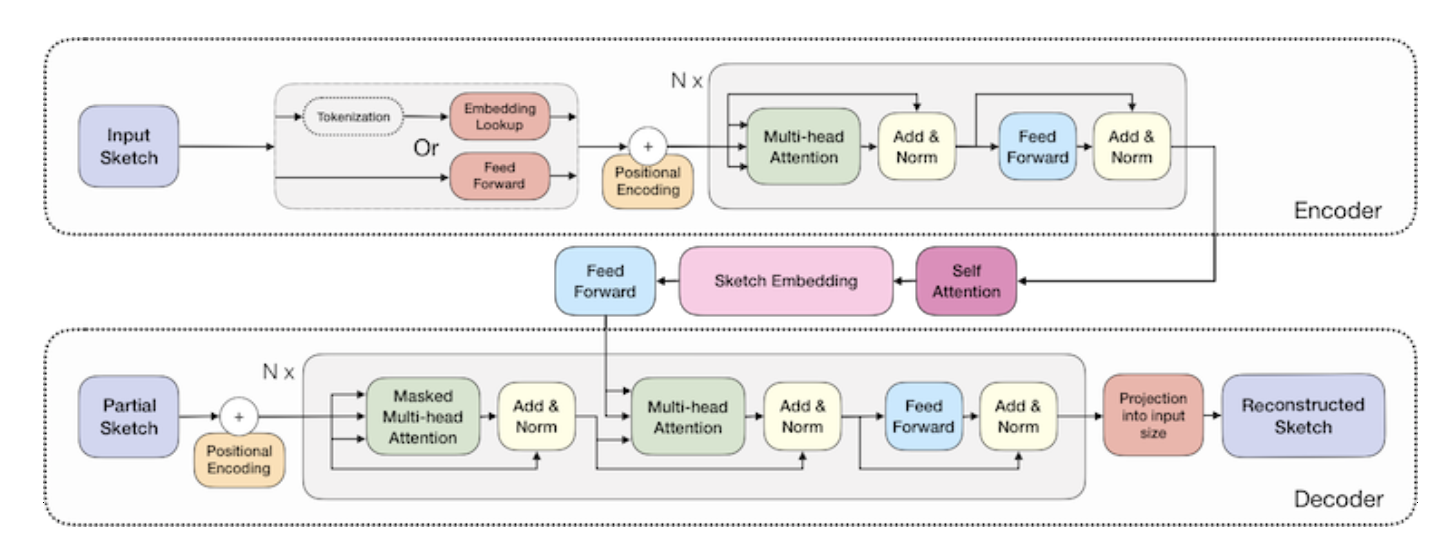 N x
Input
Sketch
Tokenization
Embedding
Lookup
Or
Feed
Forward
+
Positional
Encoding
Multi-head
Attention
Add &
Norm
Feed
Forward
Add &
Norm
Encoder
Feed
Forward
Sketch Embedding
Self
Attention
N x
Partial
Sketch
+
Positional
Encoding
Masked
Multi-head
Attention
Add &
Norm
Multi-head
Attention
Add &
Norm
Feed
Forward
Add &
Norm
Projection
into input
size
Reconstructed
Sketch
Decoder